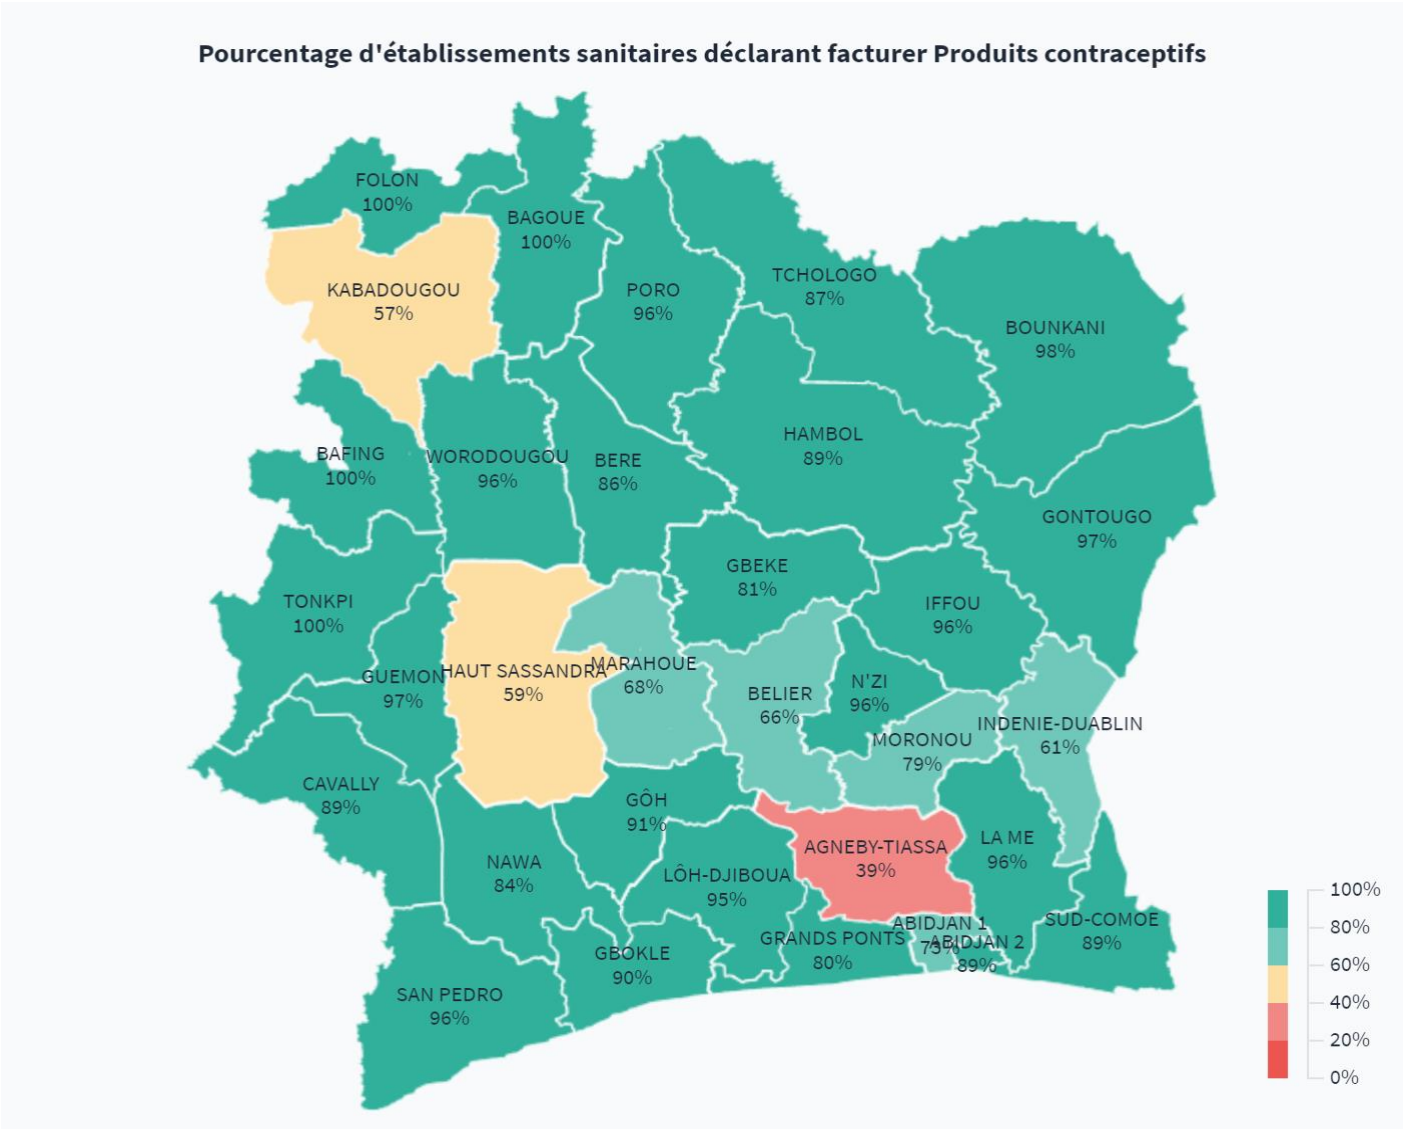 Pourcentage d'établissements sanitaires déclarant facturer Produits contraceptifs
FOLON
100%
BAGOUE
100%
KABADOUGOU
57%
PORO
96%
TCHOLOGO
87%
BOUNKANI
98%
BAFING
100%
WORODOUGOU
96%
BERE
86%
HAMBOL
89%
GONTOUGO
97%
TONKPI
100%
GBEKE
81%
IFFOU
96%
GUEMON
97%
HAUT SASSANDRA
59%
MARAHOUE
68%
BELIER
66%
N'ZI
96%
MORONOU
79%
INDENIE-DUABLIN
61%
CAVALLY
89%
GÔH
91%
NAWA
84%
LÔH-DJIBOUA
95%
AGNEBY-TIASSA
39%
LA ME
96%
SAN PEDRO
96%
GBOKLE
90%
GRANDS PONTS
80%
ABIDJAN 1
73%
ABIDJAN 2
89%
SUD-COMOE
89%
100%
80%
60%
40%
20%
0%